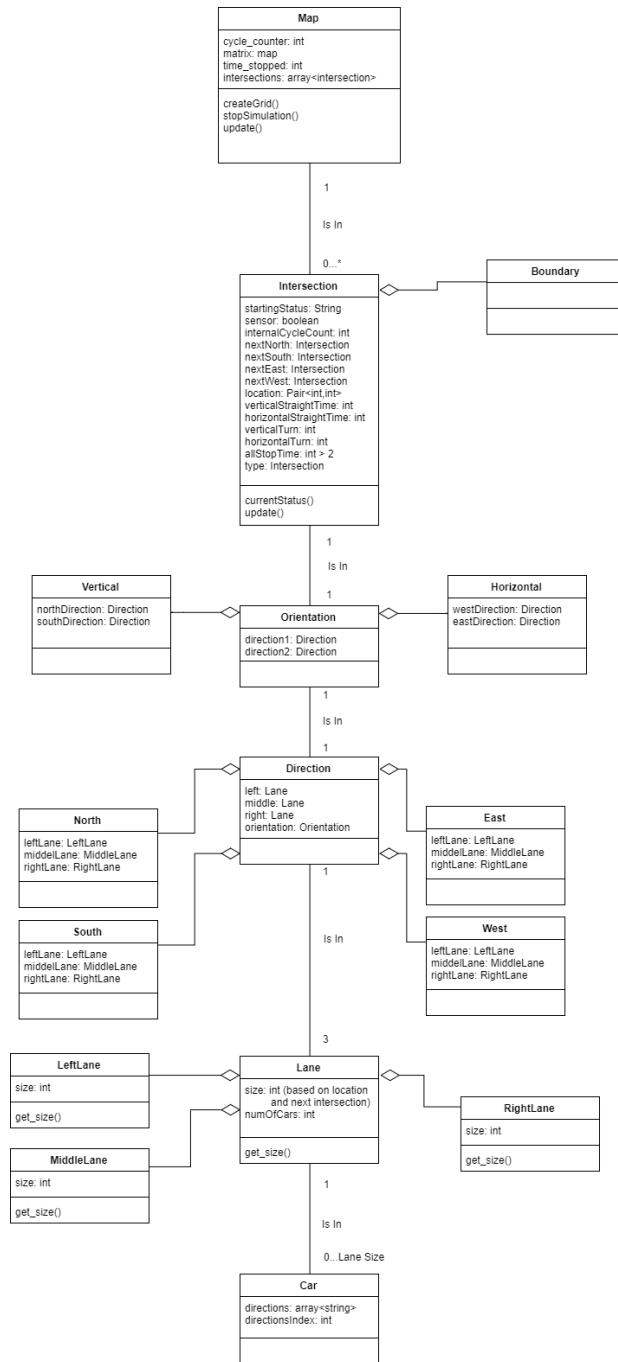 Map
cycle_counter: int
matrix: map
time_stopped: int
intersections: array<intersection>
createGrid()
stopSimulation()
update()
1
Is In
0...*
Boundary
Intersection
startingStatus: String
sensor: boolean
internalCycleCount: int
nextNorth: Intersection
nextSouth: Intersection
nextEast: Intersection
nextWest: Intersection
location: Pair<int,int>
verticalStraightTime: int
horizontalStraightTime: int
verticalTurn: int
horizontalTurn: int
allStopTime: int > 2
type: Intersection
currentStatus()
update()
1
Is In
1
Vertical
northDirection: Direction
southDirection: Direction
Orientation
direction1: Direction
direction2: Direction
Horizontal
westDirection: Direction
eastDirection: Direction
1
Is In
1
Direction
left: Lane
middle: Lane
right: Lane
orientation: Orientation
North
leftLane: LeftLane
middelLane: MiddleLane
rightLane: RightLane
East
leftLane: LeftLane
middelLane: MiddleLane
rightLane: RightLane
South
leftLane: LeftLane
middelLane: MiddleLane
rightLane: RightLane
West
leftLane: LeftLane
middelLane: MiddleLane
rightLane: RightLane
1
Is In
3
LeftLane
size: int
get_size()
Lane
size: int (based on location
and next intersection)
numOfCars: int
get_size()
RightLane
size: int
get_size()
MiddleLane
size: int
get_size()
1
Is In
0...Lane Size
Car
directions: array<string>
directionsIndex: int